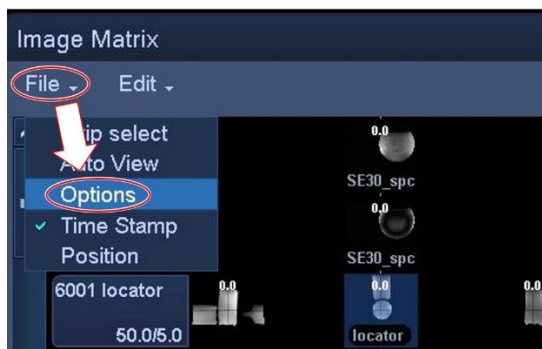 Image Matrix
File Edit
select
View
Options
Time Stamp
Position
0.0
SE30_spc
0.0
SE30_spc
6001 locator
50.0/5.0
0.0
0.0
locator
0.0